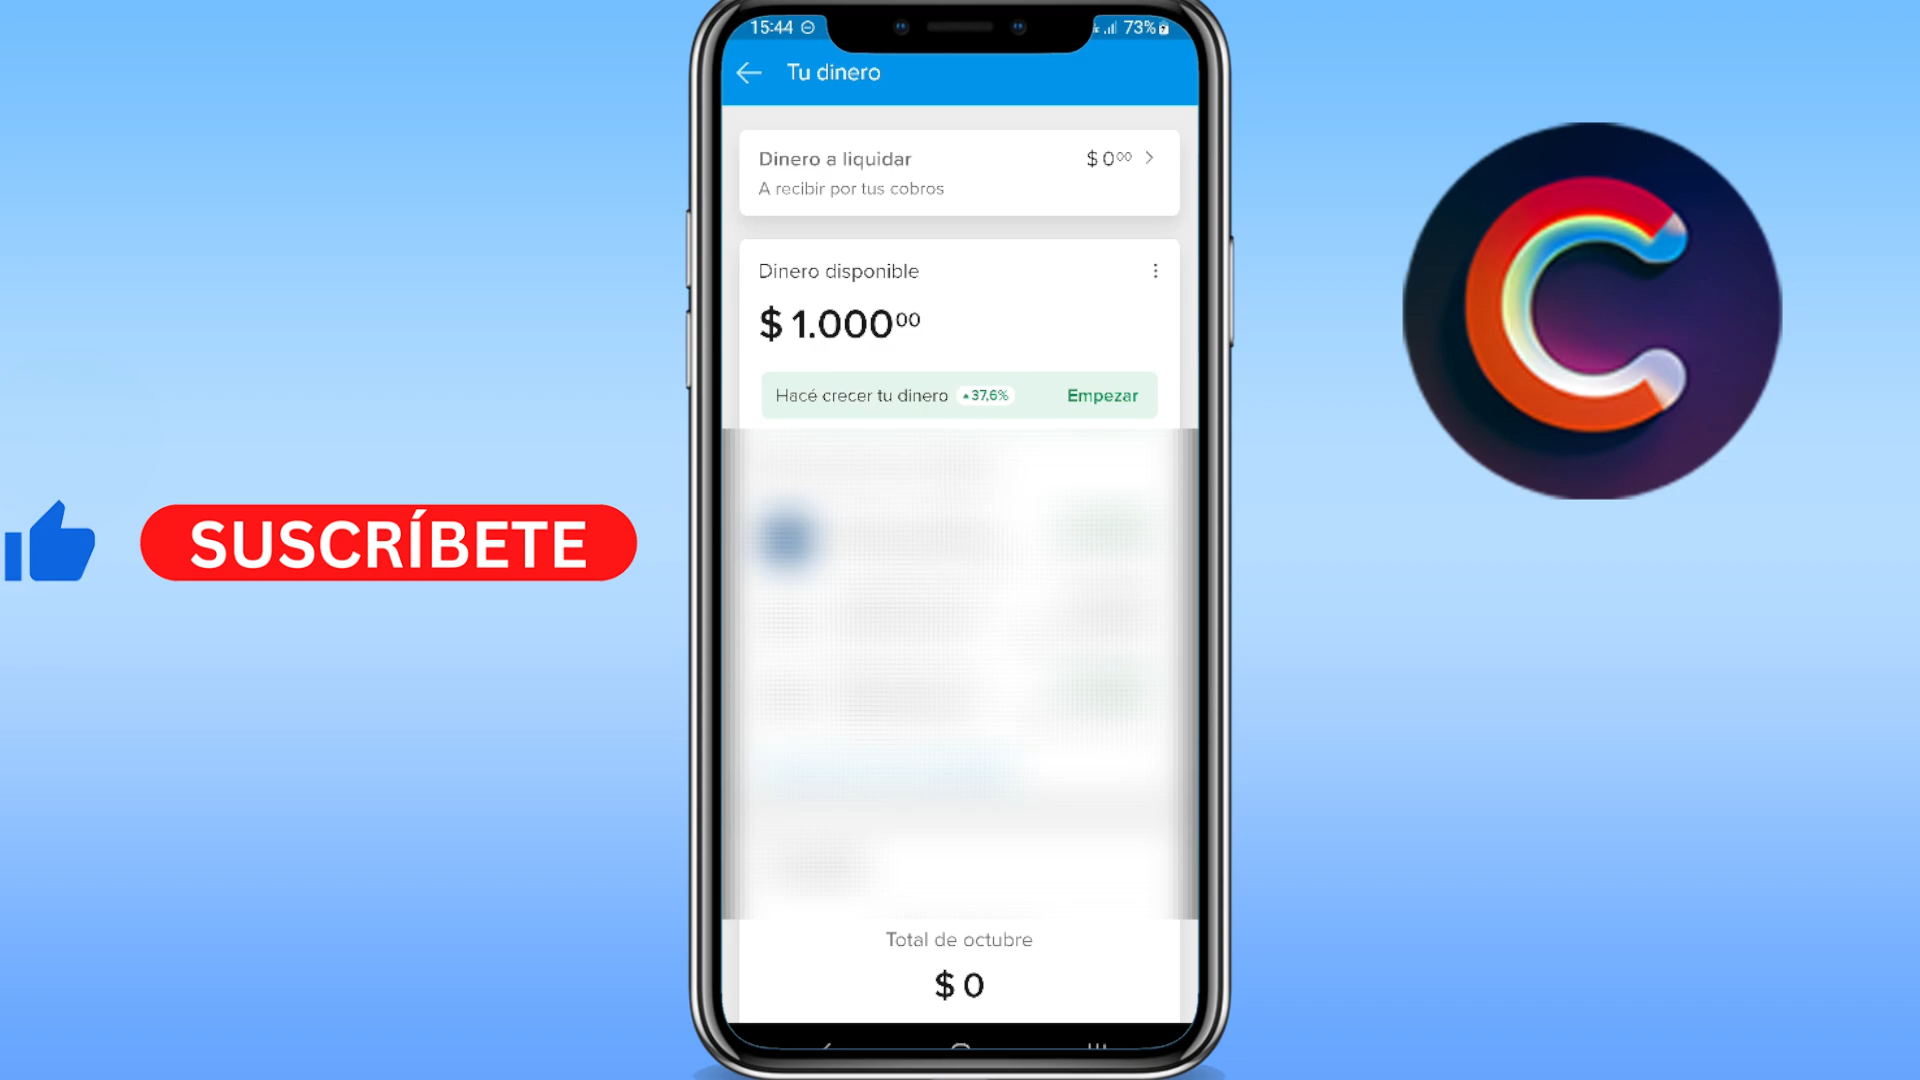 15:44
73%
Tu dinero
Dinero a liquidar
$ 0⁰⁰
A recibir por tus cobros
Dinero disponible
$ 1.000⁰⁰
Hacé crecer tu dinero 37,6% Empezar
SUSCRÍBETE
Total de octubre
$ 0